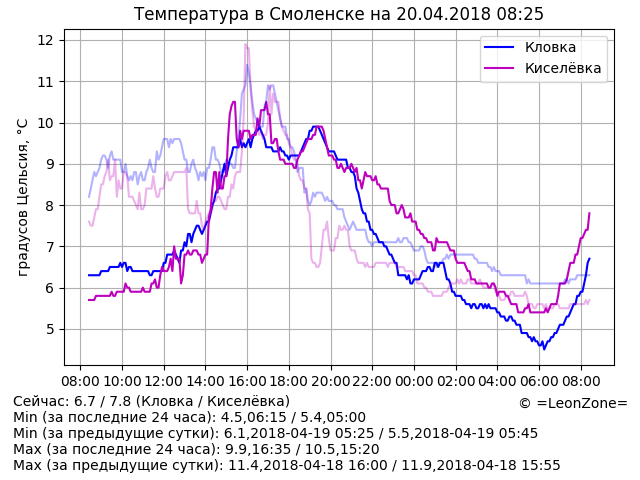 Температура в Смоленске на 20.04.2018 08:25
градусов Цельсия, °C
12
11
10
9
8
7
6
5
Кловка
Киселёвка
08:00 10:00 12:00 14:00 16:00 18:00 20:00 22:00 00:00 02:00 04:00 06:00 08:00
Сейчас: 6.7 / 7.8 (Кловка / Киселёвка)
© =LeonZone=
Min (за последние 24 часа): 4.5,06:15 / 5.4,05:00
Min (за предыдущие сутки): 6.1,2018-04-19 05:25 / 5.5,2018-04-19 05:45
Max (за последние 24 часа): 9.9,16:35 / 10.5,15:20
Max (за предыдущие сутки): 11.4,2018-04-18 16:00 / 11.9,2018-04-18 15:55